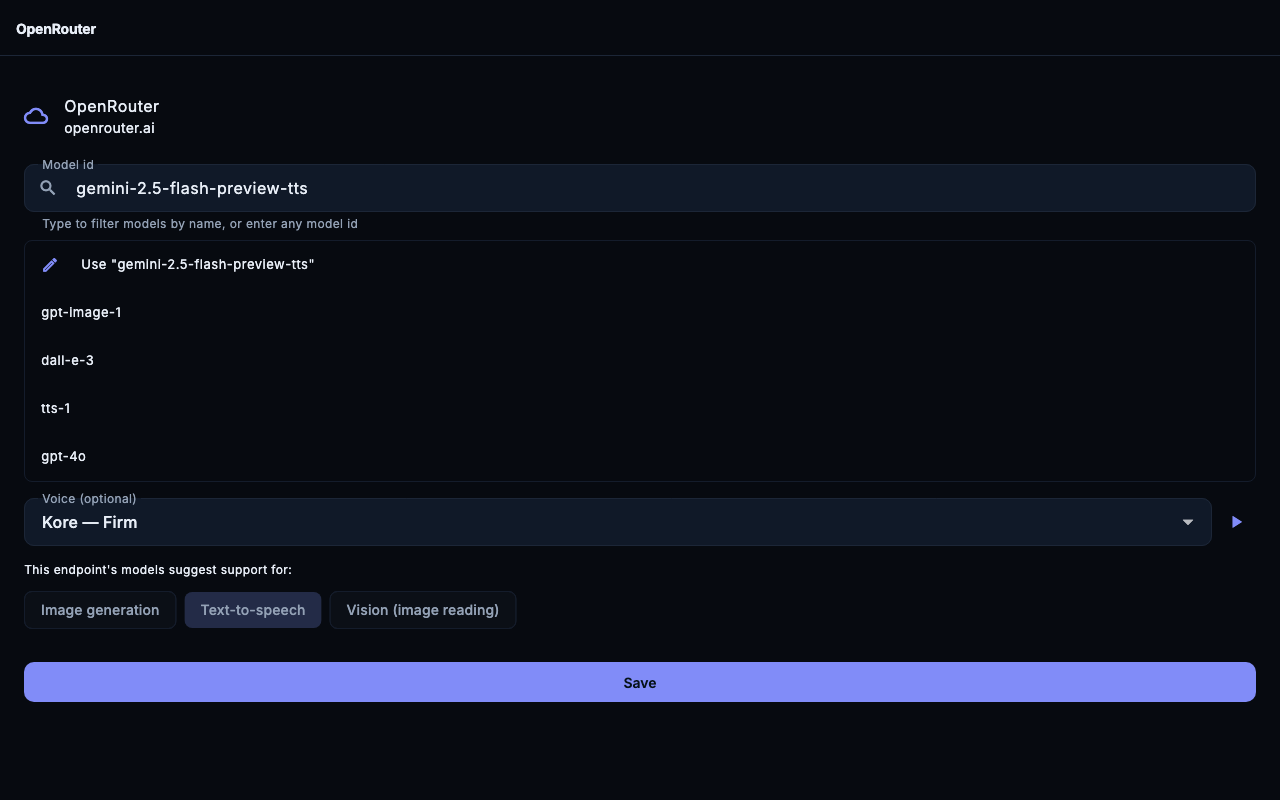 OpenRouter
OpenRouter
openrouter.ai
Model id
gemini-2.5-flash-preview-tts
Type to filter models by name, or enter any model id
Use "gemini-2.5-flash-preview-tts"
gpt-image-1
dall-e-3
tts-1
gpt-4o
Voice (optional)
Kore — Firm
This endpoint's models suggest support for:
Image generation
Text-to-speech
Vision (image reading)
Save